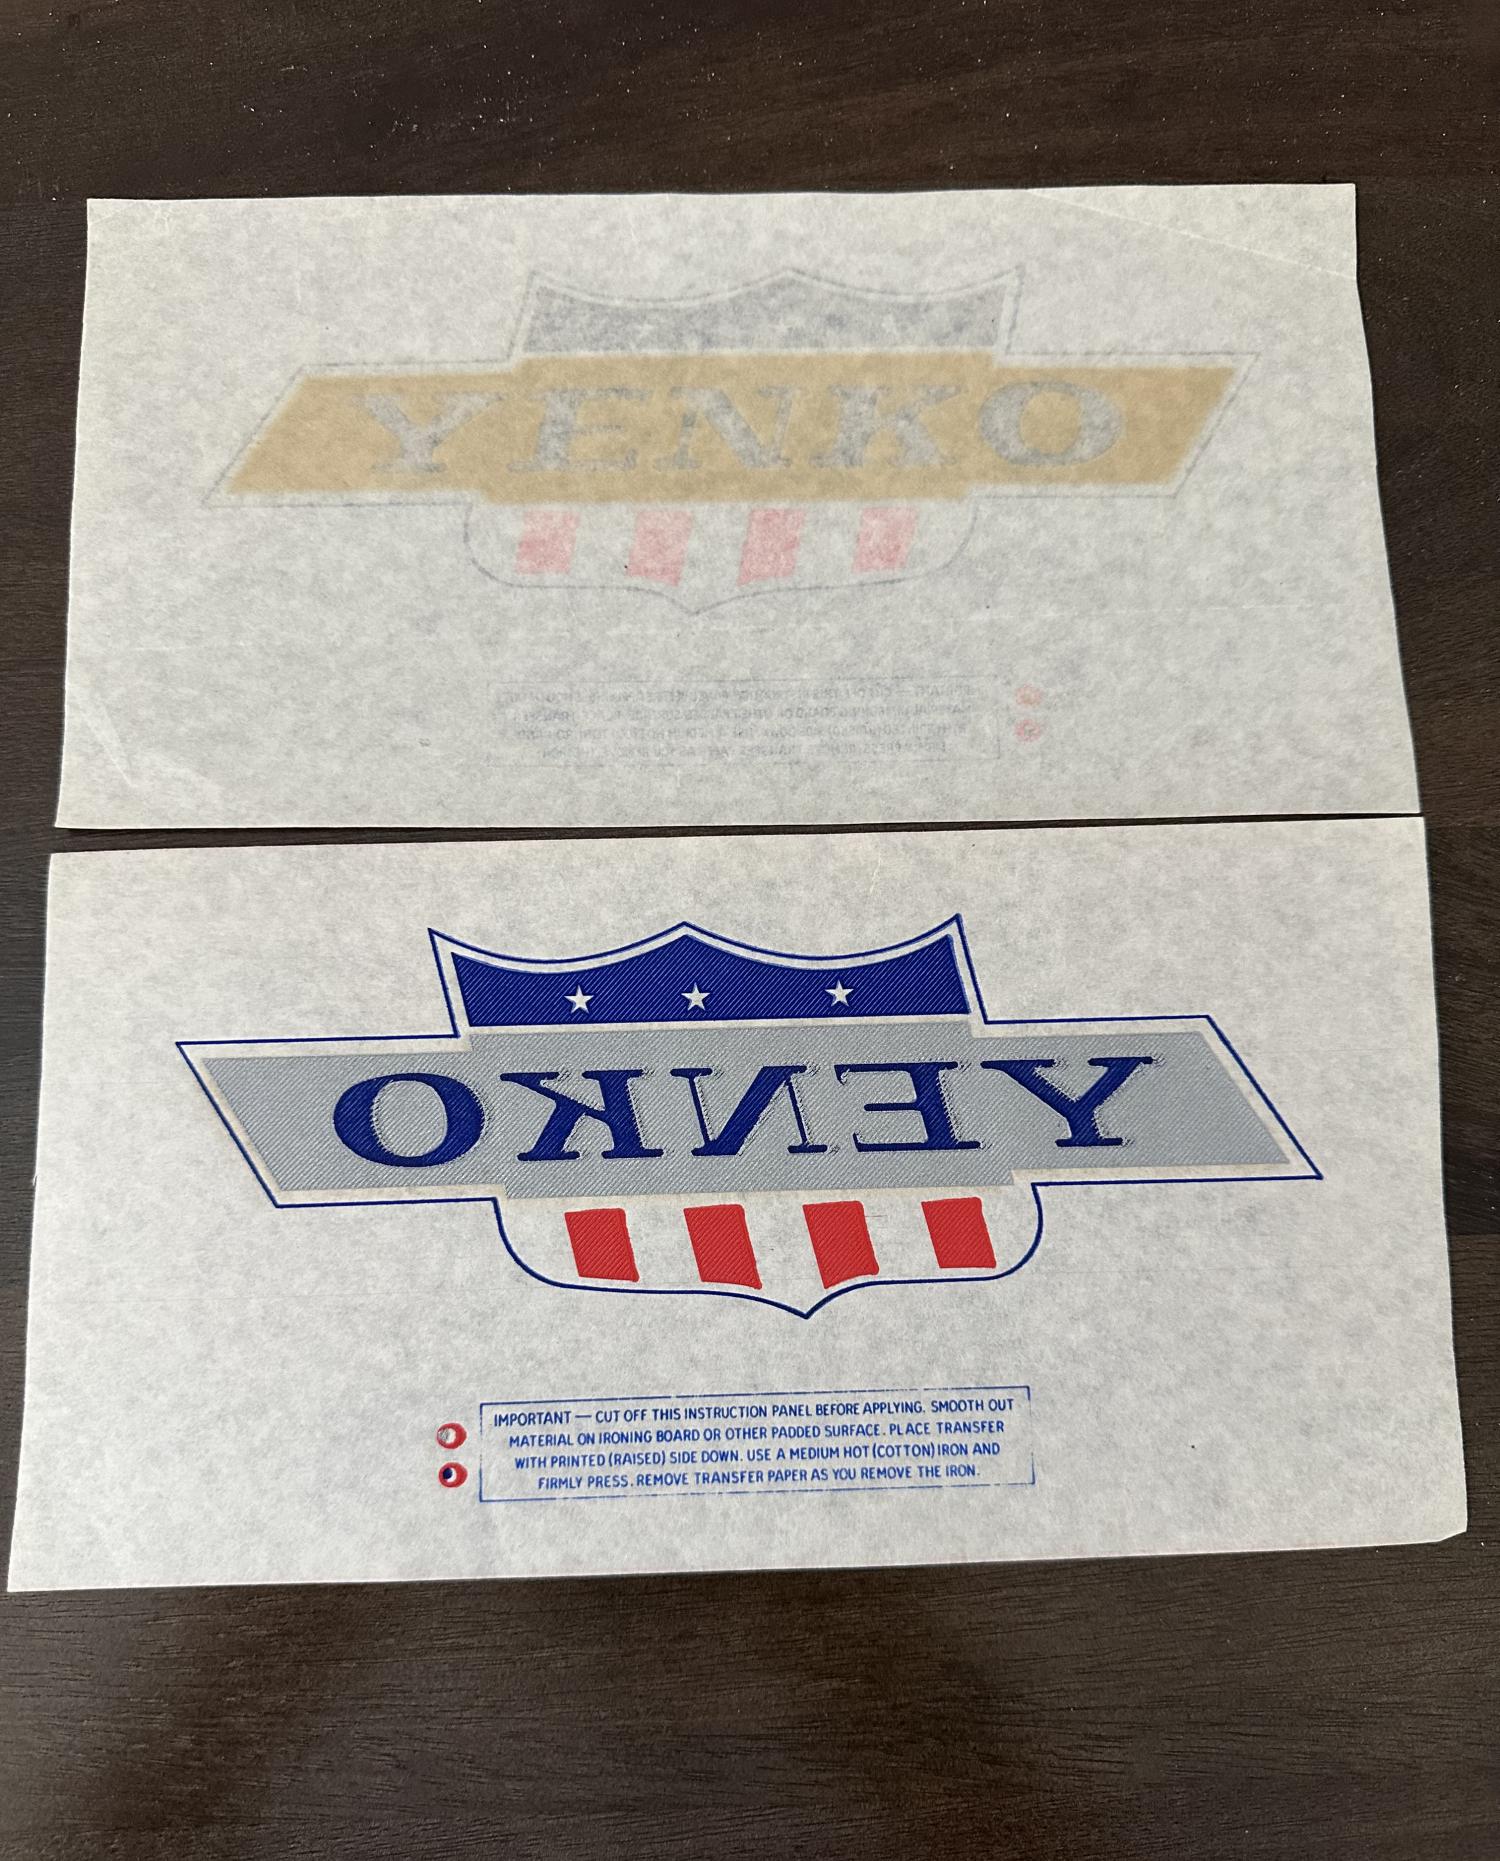 YENKO
YENKO
IMPORTANT — CUT OFF THIS INSTRUCTION PANEL BEFORE APPLYING. SMOOTH OUT
MATERIAL ON IRONING BOARD OR OTHER PADDED SURFACE. PLACE TRANSFER
WITH PRINTED (RAISED) SIDE DOWN. USE A MEDIUM HOT (COTTON) IRON AND
FIRMLY PRESS. REMOVE TRANSFER PAPER AS YOU REMOVE THE IRON.